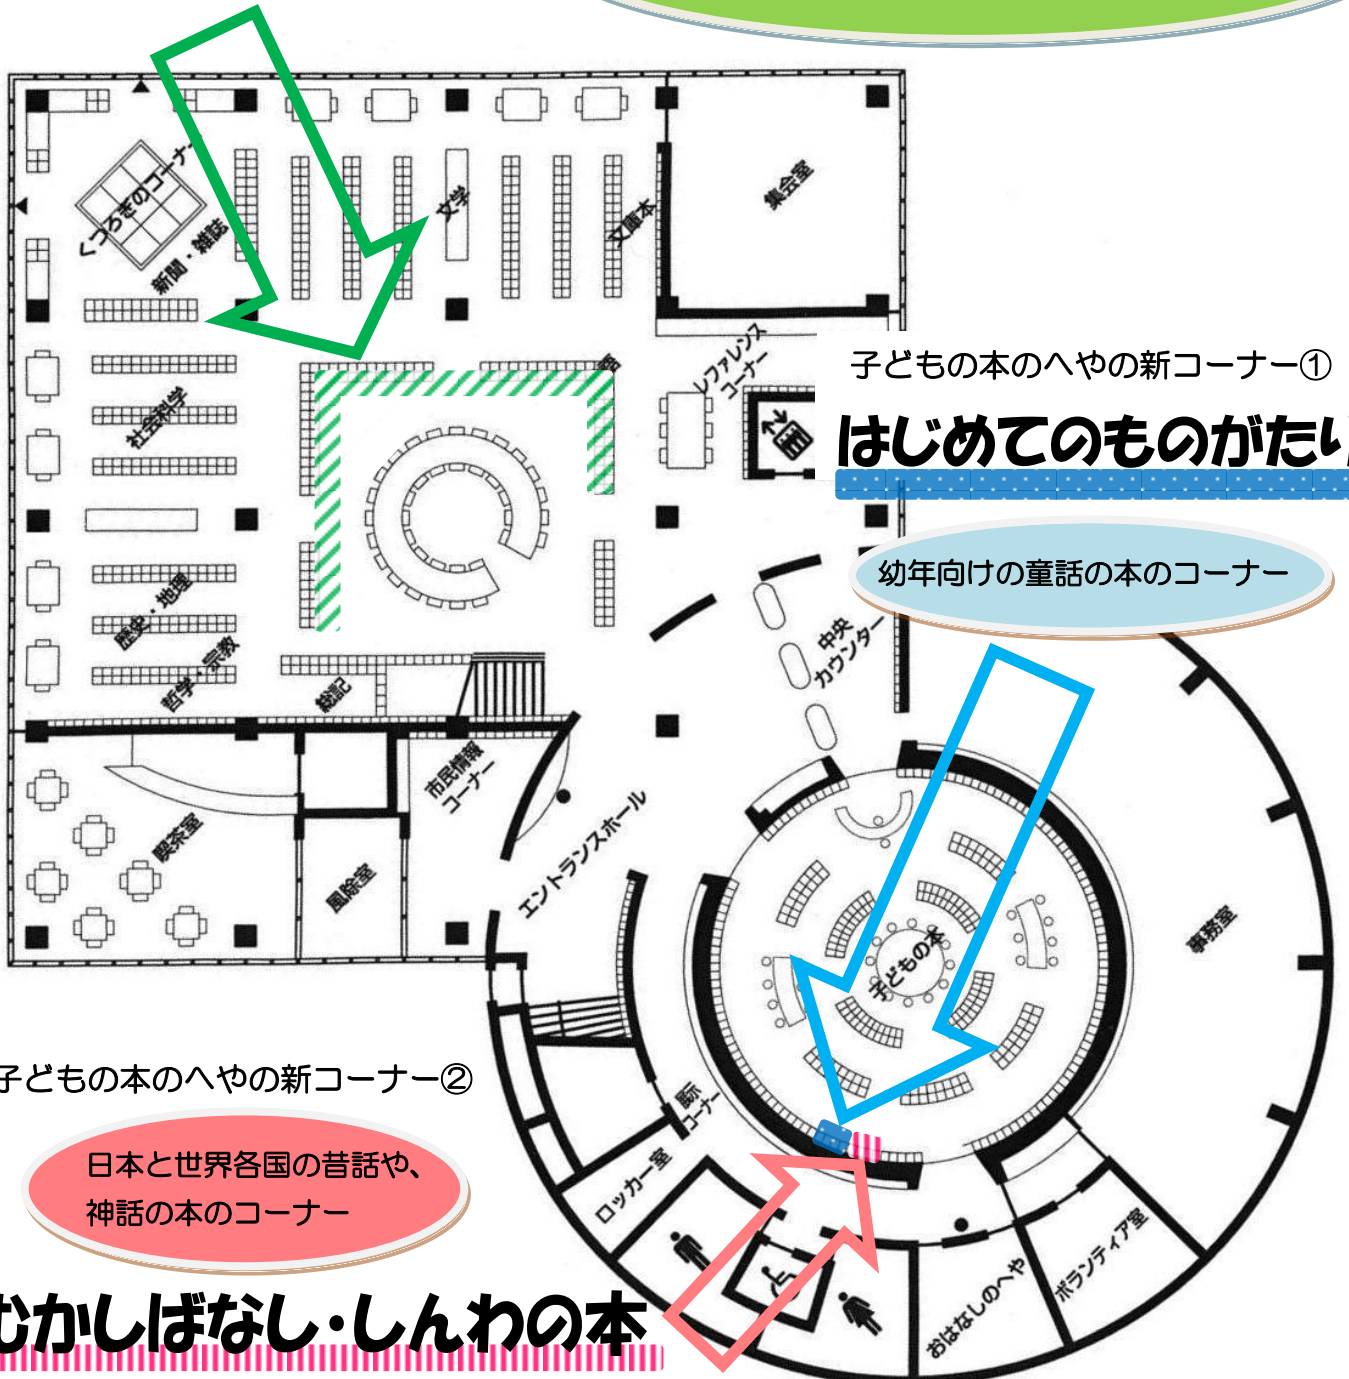 くつろぎのコーナー
新聞・雑誌
文学
文庫本
集会室
レファレンス
コーナー
社会科学
歴史・地理
哲学・宗教
総記
子どもの本のへやの新コーナー①
はじめてのものがたり
幼年向けの童話の本のコーナー
中央
カウンター
市民情報
コーナー
喫茶室
風除室
エントランスホール
子どもの本
事務室
子どもの本のへやの新コーナー②
日本と世界各国の昔話や、
神話の本のコーナー
むかしばなし・しんわの本
展示
コーナー
ロッカー室
おはなしのへや
ボランティア室